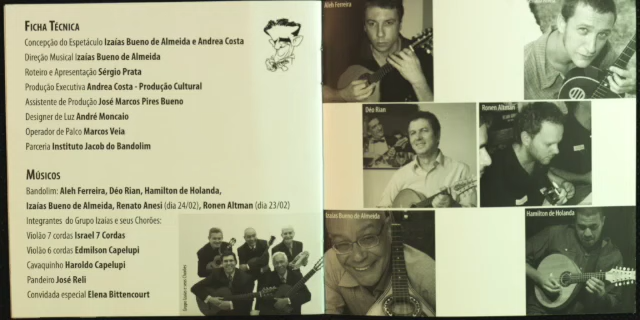 FICHA TÉCNICA
Concepção do Espetáculo Izaías Bueno de Almeida e Andrea Costa
Direção Musical Izaías Bueno de Almeida
Roteiro e Apresentação Sérgio Prata
Produção Executiva Andrea Costa - Produção Cultural
Assistente de Produção José Marcos Pires Bueno
Designer de Luz André Moncaio
Operador de Palco Marcos Veia
Parceria Instituto Jacob do Bandolim
MÚSICOS
Bandolim: Aleh Ferreira, Déo Rian, Hamilton de Holanda,
Izaías Bueno de Almeida, Renato Anesi (dia 24/02), Ronen Altman (dia 23/02)
Integrantes do Grupo Izaías e seus Chorões:
Violão 7 cordas Israel 7 Cordas
Violão 6 cordas Edmilson Capelupi
Cavaquinho Haroldo Capelupi
Pandeiro José Reli
Convidada especial Elena Bittencourt
Grupo Izaías e seus Chorões
Aleh Ferreira
Déo Rian
Ronen Altman
Izaías Bueno de Almeida
Hamilton de Holanda